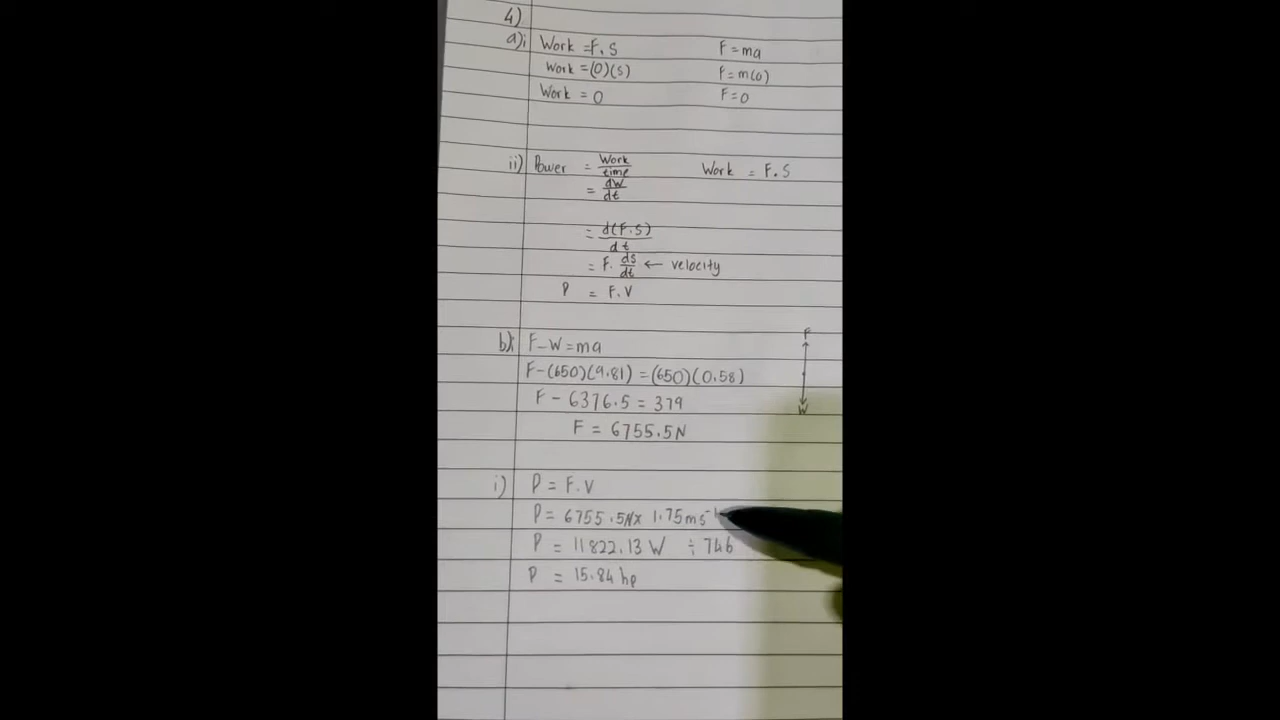 4)
a)i Work = F.S F = ma
Work = (0)(s) F = m(0)
Work = 0 F = 0
ii) Power = Work/time Work = F.S
= dW/dt
= d(F.S)/dt
= F. ds/dt ← velocity
P = F.V
b)i F-W = ma F
F-(650)(9.81) = (650)(0.58)
F - 6376.5 = 379 W
F = 6755.5N
i) P = F.V
P = 6755.5N x 1.75ms⁻¹
P = 11822.13 W ÷ 746
P = 15.84 hp